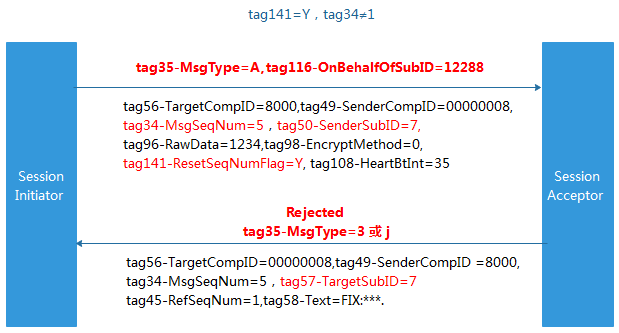 tag141=Y，tag34≠1
tag35-MsgType=A,tag116-OnBehalfOfSubID=12288
tag56-TargetCompID=8000,tag49-SenderCompID=00000008,
tag34-MsgSeqNum=5，tag50-SenderSubID=7,
tag96-RawData=1234,tag98-EncryptMethod=0,
tag141-ResetSeqNumFlag=Y, tag108-HeartBtInt=35
Session
Initiator
Session
Acceptor
Rejected
tag35-MsgType=3 或 j
tag56-TargetCompID=00000008,tag49-SenderCompID =8000,
tag34-MsgSeqNum=5，tag57-TargetSubID=7
tag45-RefSeqNum=1,tag58-Text=FIX:***.